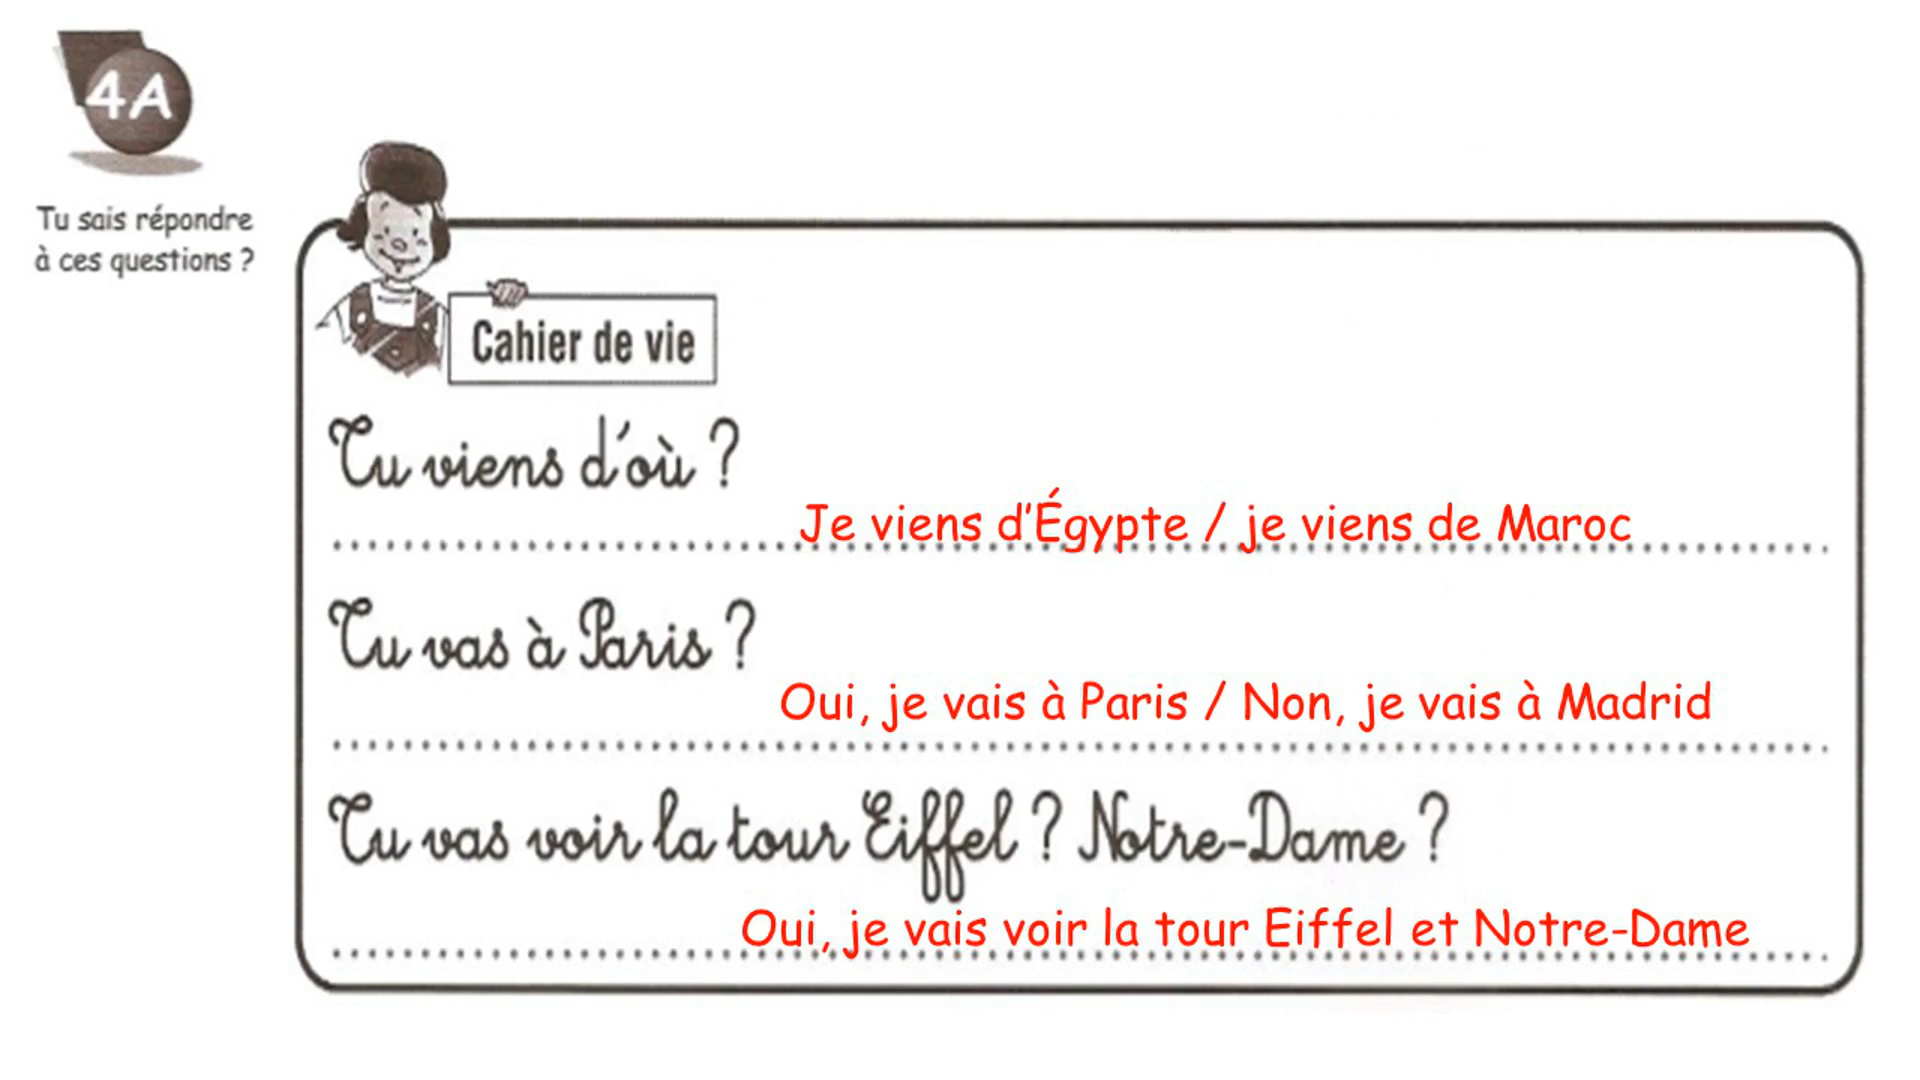 4A
Tu sais répondre
à ces questions ?
Cahier de vie
Tu viens d'où ?
Je viens d'Égypte / je viens de Maroc
Tu vas à Paris ?
Oui, je vais à Paris / Non, je vais à Madrid
Tu vas voir la tour Eiffel ? Notre-Dame ?
Oui, je vais voir la tour Eiffel et Notre-Dame